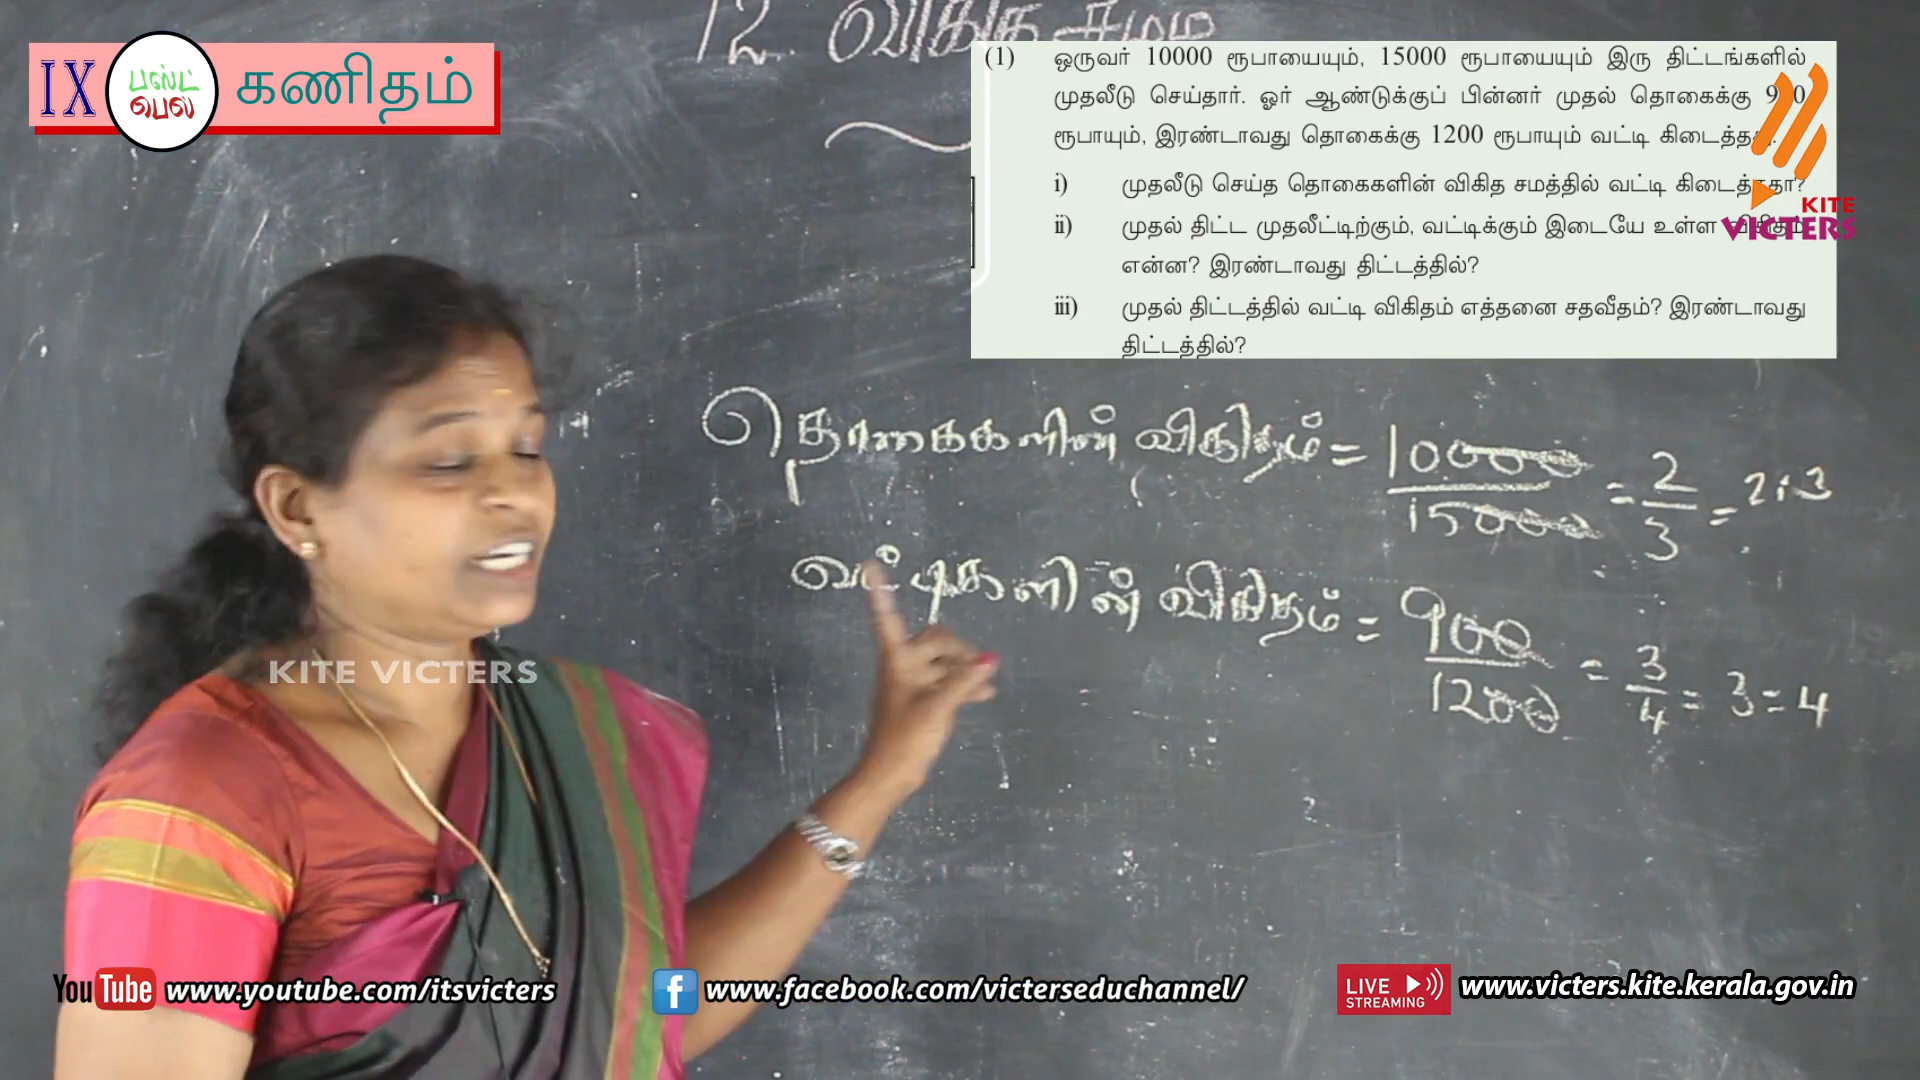 12. விகித சமம்
IX
பஸ்ட்
பெல்
கணிதம்
(1) ஒருவர் 10000 ரூபாயையும், 15000 ரூபாயையும் இரு திட்டங்களில்
முதலீடு செய்தார். ஓர் ஆண்டுக்குப் பின்னர் முதல் தொகைக்கு 900
ரூபாயும், இரண்டாவது தொகைக்கு 1200 ரூபாயும் வட்டி கிடைத்தது.
i) முதலீடு செய்த தொகைகளின் விகித சமத்தில் வட்டி கிடைத்ததா?
ii) முதல் திட்ட முதலீட்டிற்கும், வட்டிக்கும் இடையே உள்ள விகிதம்
என்ன? இரண்டாவது திட்டத்தில்?
iii) முதல் திட்டத்தில் வட்டி விகிதம் எத்தனை சதவீதம்? இரண்டாவது
திட்டத்தில்?
KITE
VICTERS
தொகைகளின் விகிதம் = 10000/15000 = 2/3 = 2:3
வட்டிகளின் விகிதம் = 900/1200 = 3/4 = 3=4
KITE VICTERS
YouTube www.youtube.com/itsvicters
f www.facebook.com/victerseduchannel/
LIVE STREAMING www.victers.kite.kerala.gov.in